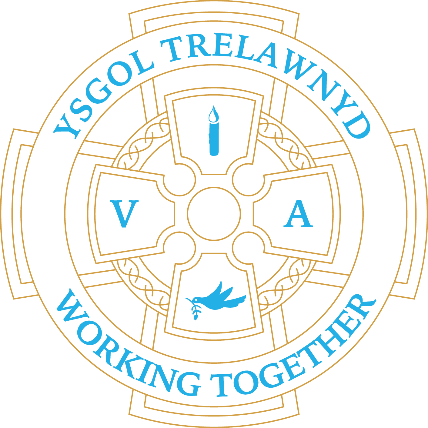 YSGOL TRELAWNYD
V A
WORKING TOGETHER